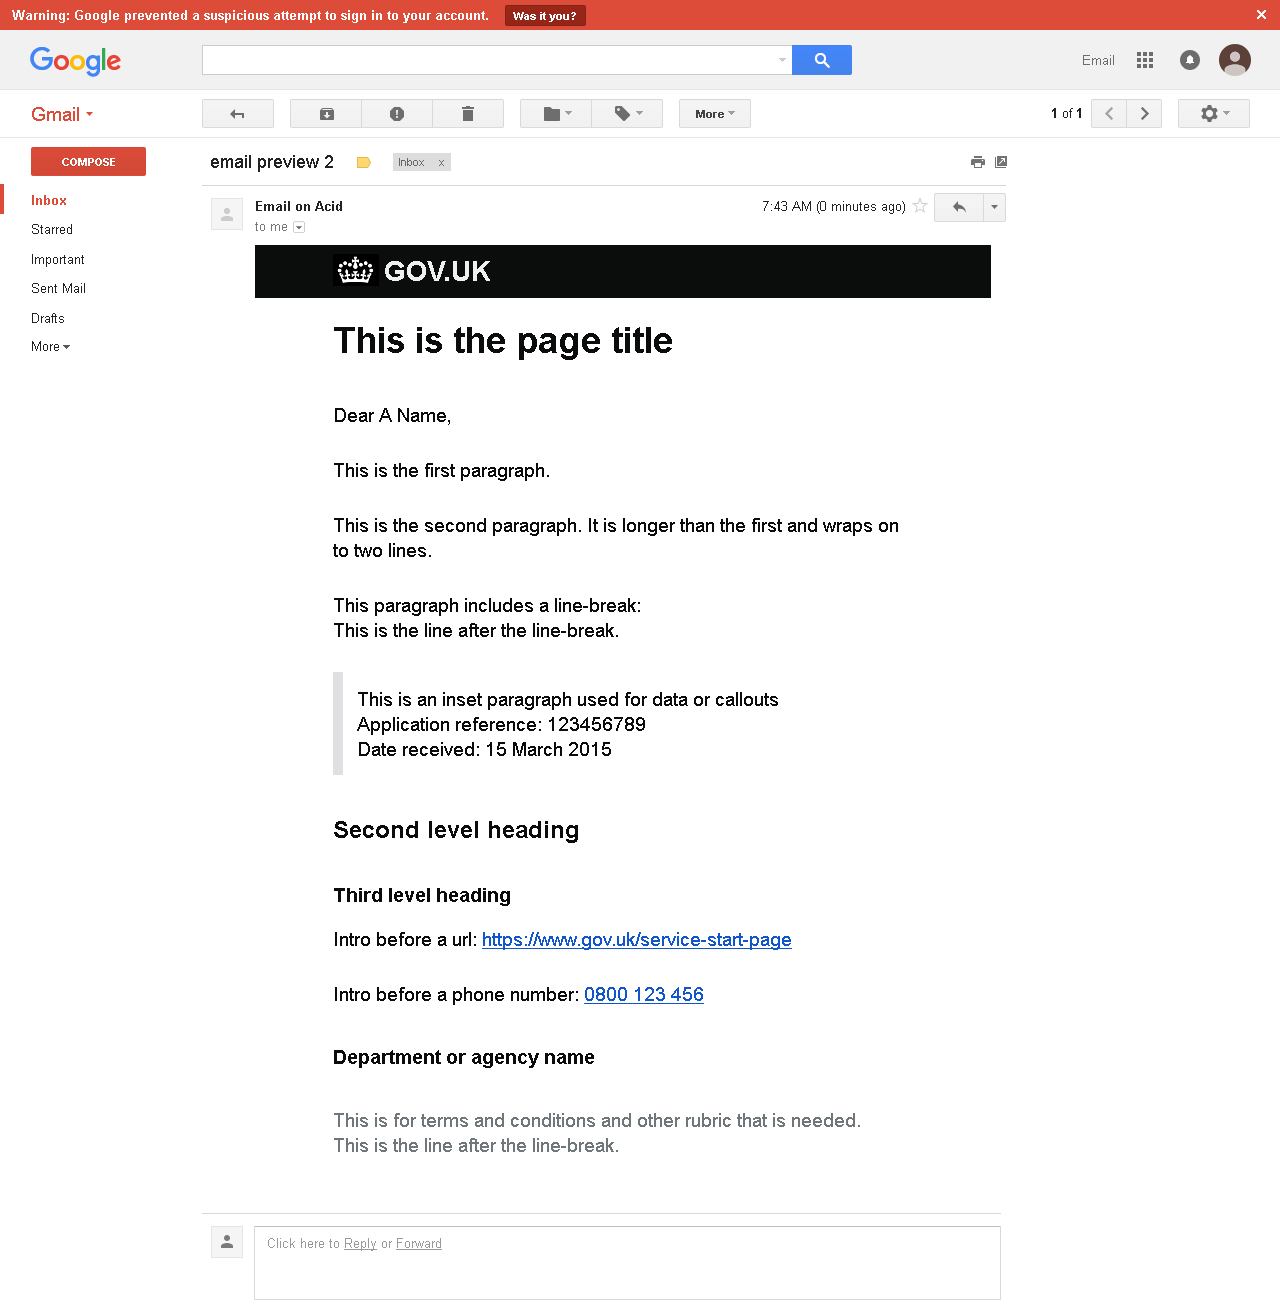 Warning: Google prevented a suspicious attempt to sign in to your account. Was it you?
Google
Email
Gmail
More
1 of 1
COMPOSE
email preview 2
Inbox x
Inbox
Starred
Important
Sent Mail
Drafts
More
Email on Acid
7:43 AM (0 minutes ago)
to me
GOV.UK
This is the page title
Dear A Name,
This is the first paragraph.
This is the second paragraph. It is longer than the first and wraps on
to two lines.
This paragraph includes a line-break:
This is the line after the line-break.
This is an inset paragraph used for data or callouts
Application reference: 123456789
Date received: 15 March 2015
Second level heading
Third level heading
Intro before a url: https://www.gov.uk/service-start-page
Intro before a phone number: 0800 123 456
Department or agency name
This is for terms and conditions and other rubric that is needed.
This is the line after the line-break.
Click here to Reply or Forward